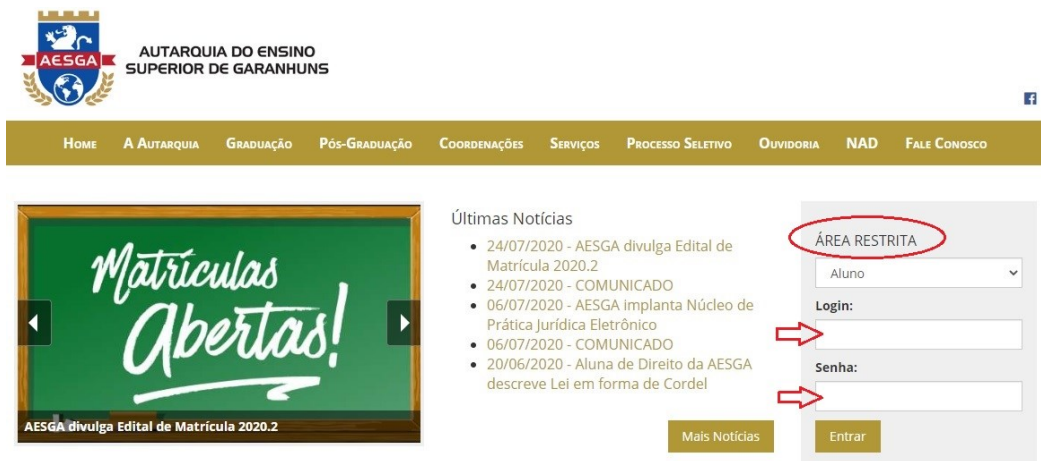 AESGA
AUTARQUIA DO ENSINO
SUPERIOR DE GARANHUNS
f
HOME A AUTARQUIA GRADUAÇÃO PÓS-GRADUAÇÃO COORDENAÇÕES SERVIÇOS PROCESSO SELETIVO OUVIDORIA NAD FALE CONOSCO
Matrículas
Abertas!
AESGA divulga Edital de Matrícula 2020.2
Últimas Notícias
24/07/2020 - AESGA divulga Edital de
Matrícula 2020.2
24/07/2020 - COMUNICADO
06/07/2020 - AESGA implanta Núcleo de
Prática Jurídica Eletrônico
06/07/2020 - COMUNICADO
20/06/2020 - Aluna de Direito da AESGA
descreve Lei em forma de Cordel
Mais Notícias
ÁREA RESTRITA
Aluno
Login:
Senha:
Entrar